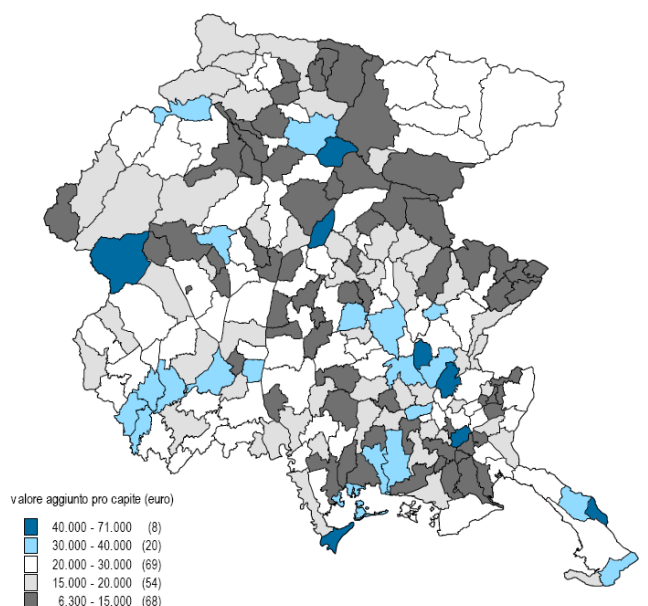 valore aggiunto pro capite (euro)
40.000 - 71.000 (8)
30.000 - 40.000 (20)
20.000 - 30.000 (69)
15.000 - 20.000 (54)
6.300 - 15.000 (68)